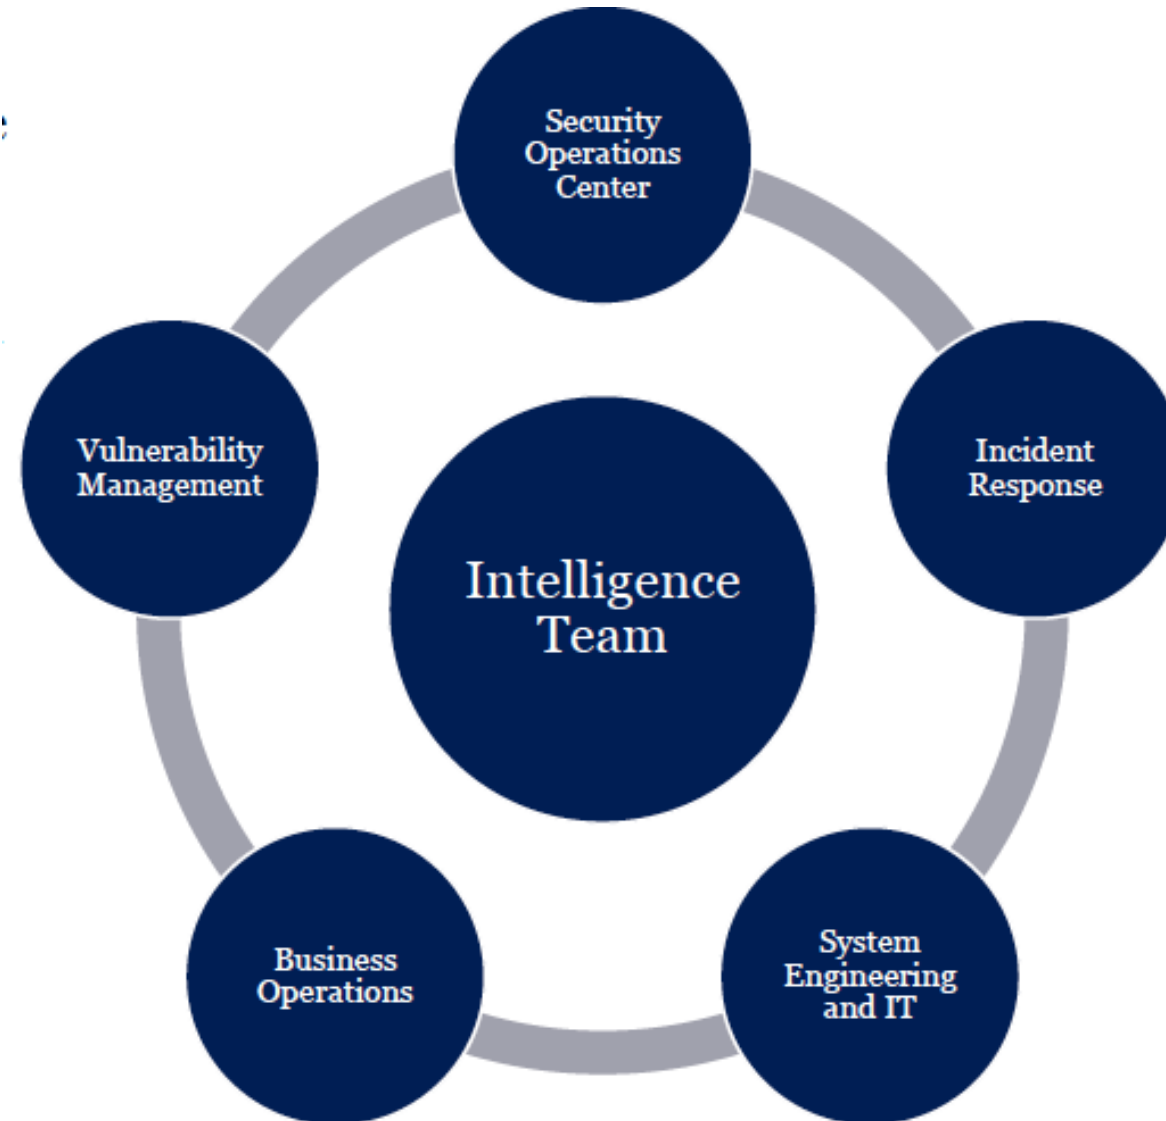 Security
Operations
Center
Incident
Response
System
Engineering
and IT
Business
Operations
Vulnerability
Management
Intelligence
Team